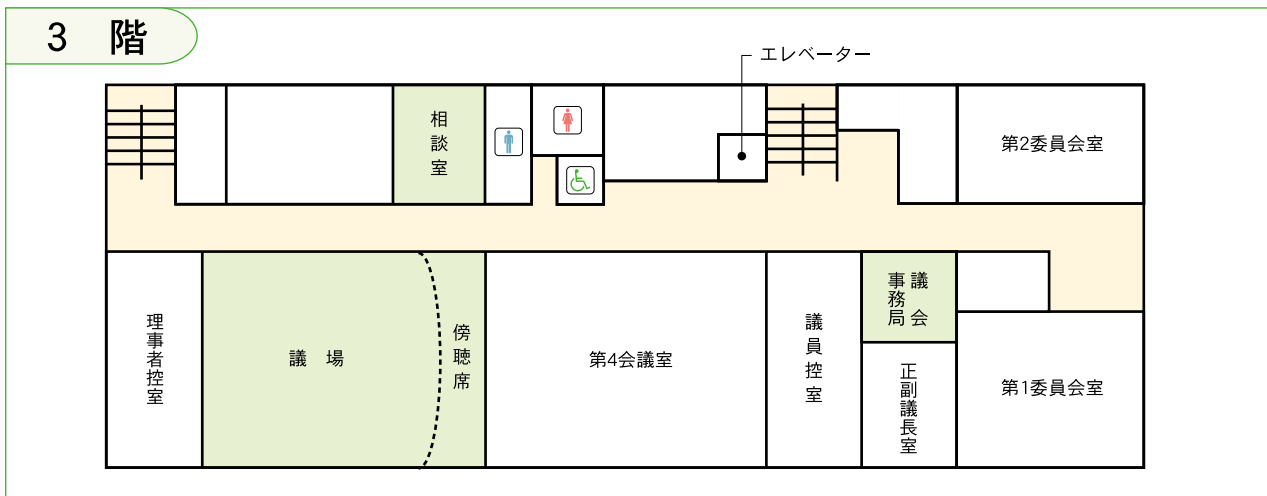 3　階
エレベーター
相談室
第2委員会室
理事者控室
議　場
傍聴席
第4会議室
議員控室
議会
事務局
正副議長室
第1委員会室